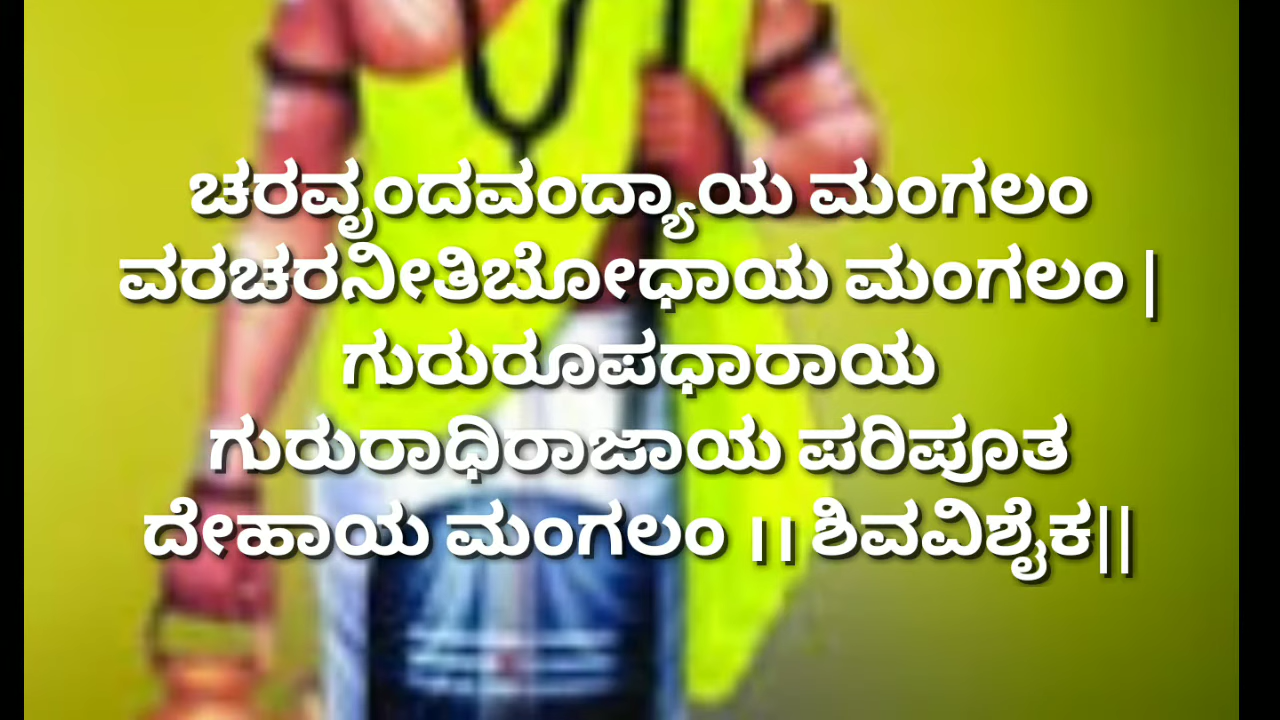 ಚರವೃಂದವಂದ್ಯಾಯ ಮಂಗಲಂ
ವರಚರನೀತಿಬೋಧಾಯ ಮಂಗಲಂ |
ಗುರುರೂಪಧಾರಾಯ
ಗುರುರಾಧಿರಾಜಾಯ ಪರಿಪೂತ
ದೇಹಾಯ ಮಂಗಲಂ ।। ಶಿವವಿಶೈಕ||